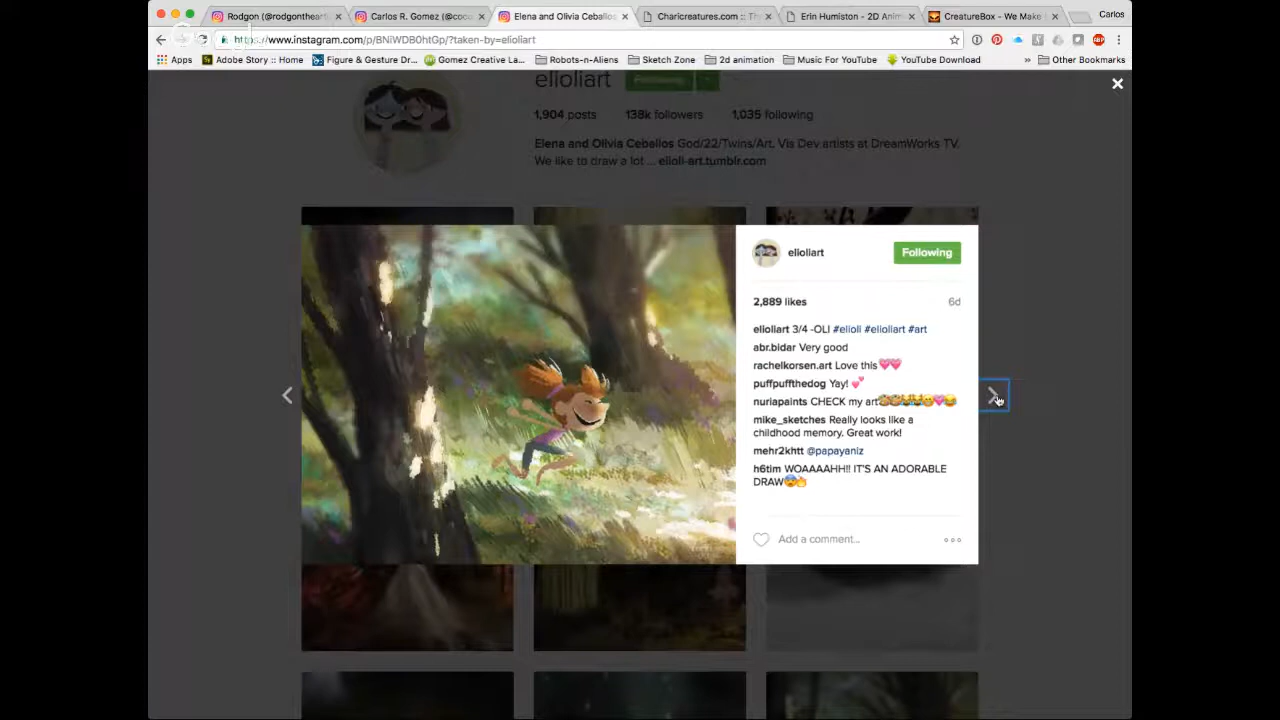 Rodgon (@rodgontheart
Carlos R. Gomez (@coc
Elena and Olivia Ceballos
Charicreatures.com :: Th
Erin Humiston - 2D Anim
CreatureBox - We Make
Carlos
https://www.instagram.com/p/BNiWDB0htGp/?taken-by=elioliart
Apps
Adobe Story :: Home
Figure & Gesture Dr...
Gomez Creative La...
Robots-n-Aliens
Sketch Zone
2d animation
Music For YouTube
YouTube Download
»
Other Bookmarks
elioliart
Following
1,904 posts 138k followers 1,035 following
Elena and Olivia Ceballos God/22/Twins/Art. Vis Dev artists at DreamWorks TV.
We like to draw a lot ... elioli-art.tumblr.com
elioliart
Following
2,889 likes
6d
elioliart 3/4 -OLI #elioli #elioliart #art
abr.bidar Very good
rachelkorsen.art Love this
puffpuffthedog Yay!
nuriapaints CHECK my art
mike_sketches Really looks like a
childhood memory. Great work!
mehr2khtt @papayaniz
h6tim WOAAAAHH!! IT'S AN ADORABLE
DRAW
Add a comment...